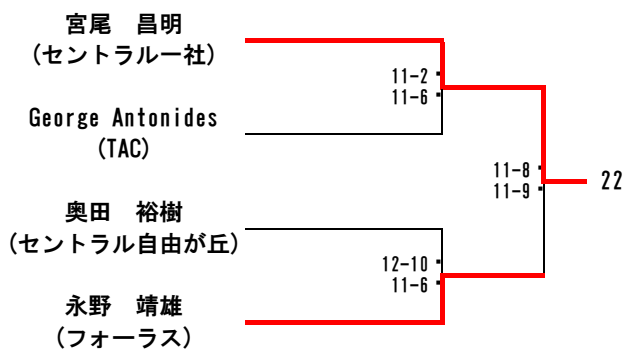 宮尾　昌明
(セントラル一社)
11-2
11-6
George Antonides
(TAC)
11-8
11-9
22
奥田　裕樹
(セントラル自由が丘)
12-10
11-6
永野　靖雄
(フォーラス)